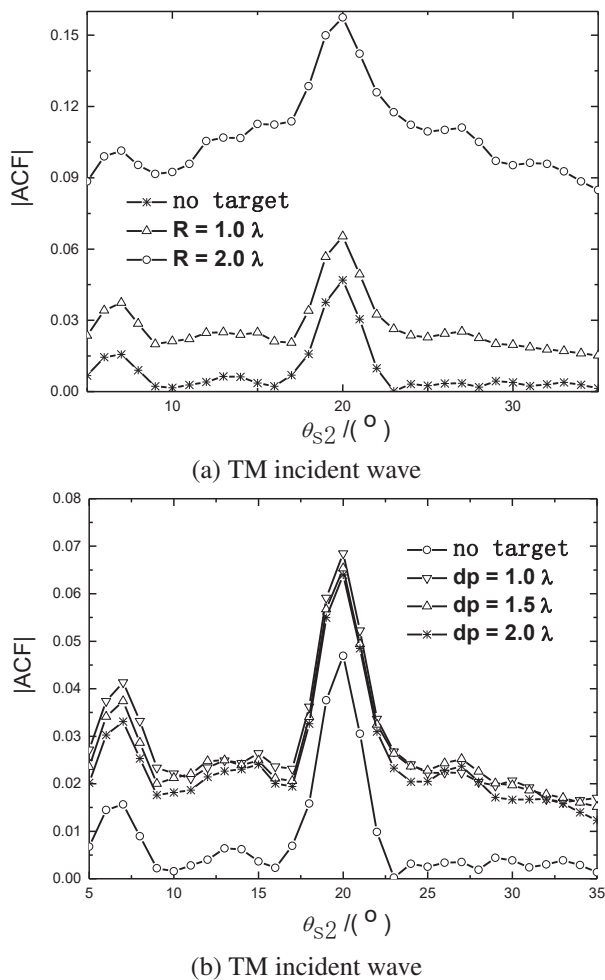 0.15
0.12
0.09
0.06
0.03
0.00
|ACF|
no target
R = 1.0 λ
R = 2.0 λ
10 20 30
θS2 /( o )
(a) TM incident wave
0.08
0.07
0.06
0.05
0.04
0.03
0.02
0.01
0.00
|ACF|
no target
dp = 1.0 λ
dp = 1.5 λ
dp = 2.0 λ
5 10 15 20 25 30 35
θS2 /( o )
(b) TM incident wave